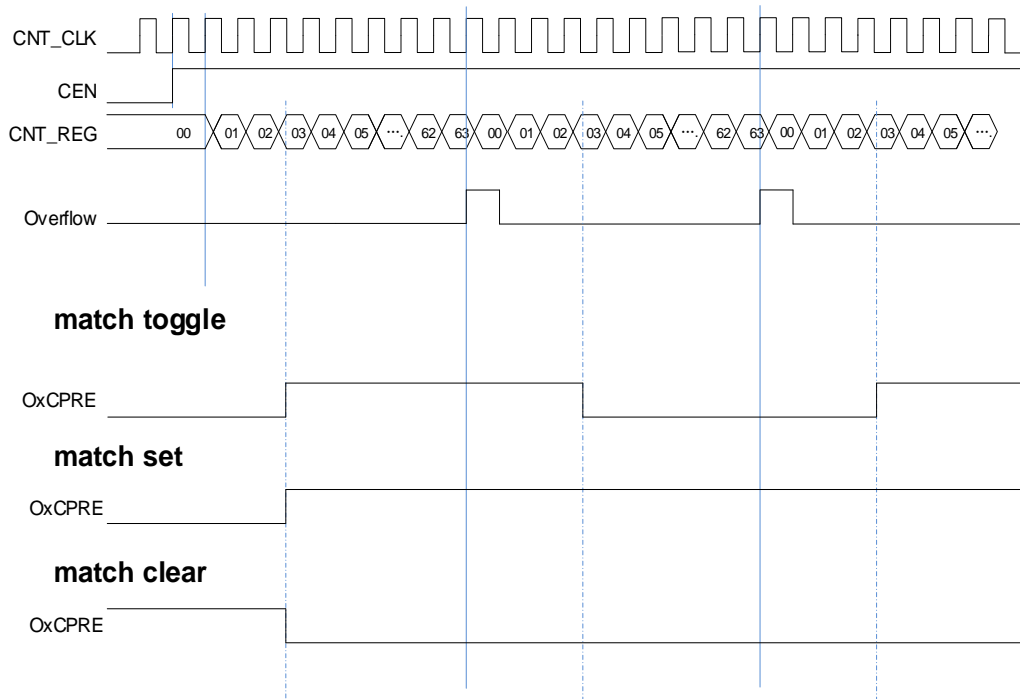 CNT_CLK
CEN
CNT_REG 00 01 02 03 04 05 ···. 62 63 00 01 02 03 04 05 ···. 62 63 00 01 02 03 04 05 ···.
Overflow
match toggle
OxCPRE
match set
OxCPRE
match clear
OxCPRE